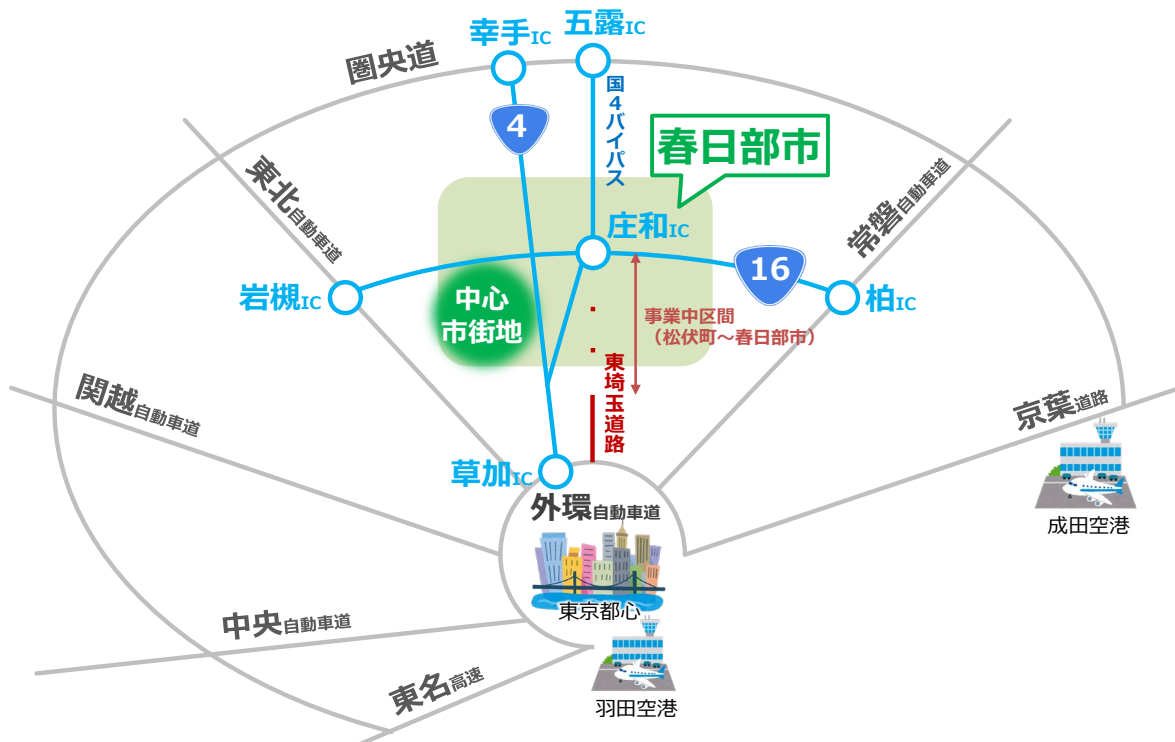 幸手IC
五霞IC
圏央道
国4バイパス
4
春日部市
東北自動車道
常磐自動車道
庄和IC
16
岩槻IC
中心
市街地
柏IC
事業中区間
(松伏町~春日部市)
東埼玉道路
関越自動車道
京葉道路
草加IC
外環自動車道
成田空港
東京都心
中央自動車道
東名高速
羽田空港